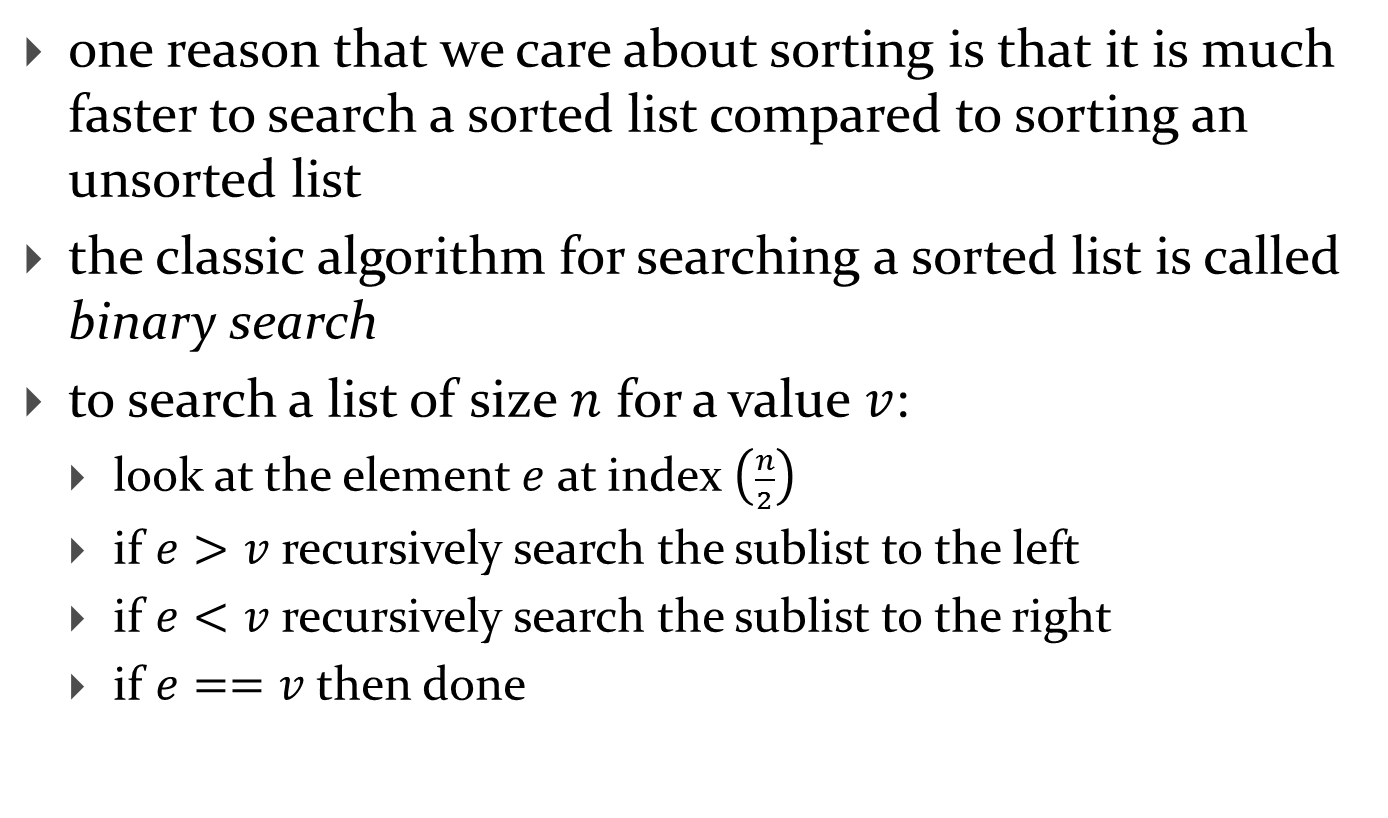 one reason that we care about sorting is that it is much
faster to search a sorted list compared to sorting an
unsorted list
the classic algorithm for searching a sorted list is called
binary search
to search a list of size n for a value v:
look at the element e at index (n/2)
if e > v recursively search the sublist to the left
if e < v recursively search the sublist to the right
if e == v then done